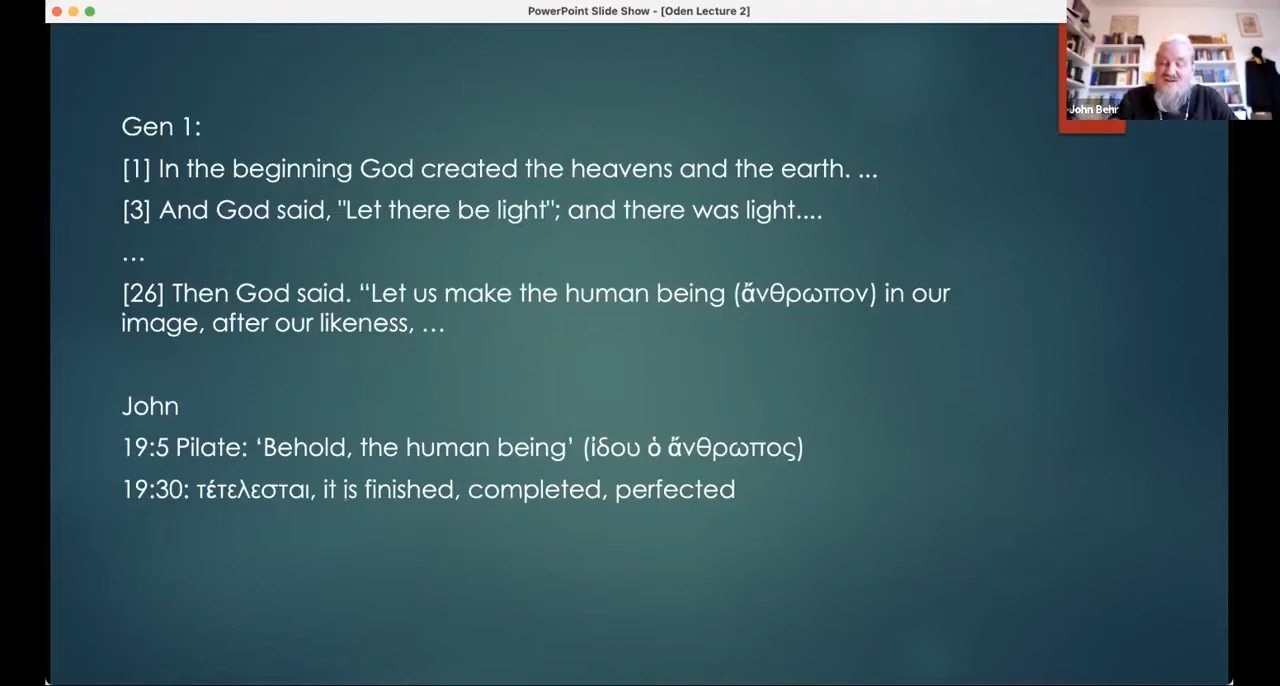 PowerPoint Slide Show - [Oden Lecture 2]
John Behr
Gen 1:
[1] In the beginning God created the heavens and the earth. ...
[3] And God said, "Let there be light"; and there was light....
…
[26] Then God said. “Let us make the human being (ἄνθρωπον) in our
image, after our likeness, …
John
19:5 Pilate: ‘Behold, the human being’ (ἰδου ὁ ἄνθρωπος)
19:30: τέτελεσται, it is finished, completed, perfected